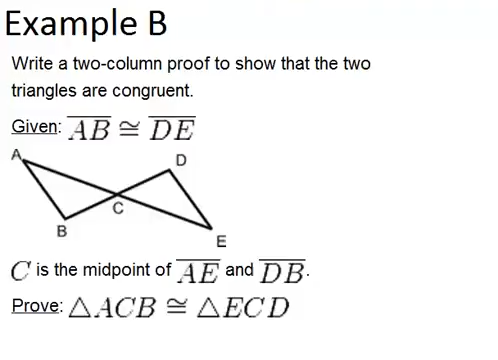 Example B
Write a two-column proof to show that the two
triangles are congruent.
Given: AB ≅ DE
A
D
C
B
E
C is the midpoint of AE and DB.
Prove: △ACB ≅ △ECD